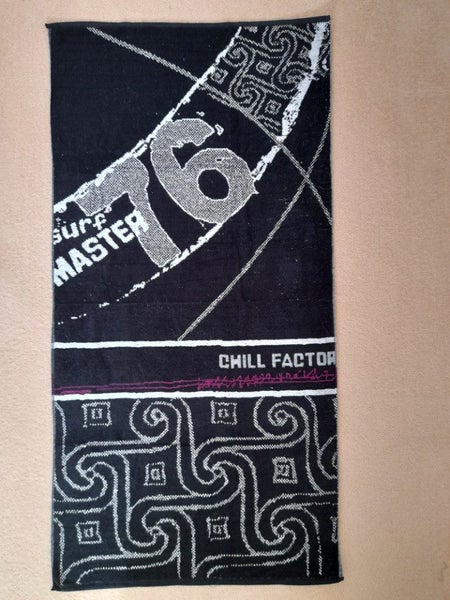 76
surf
MASTER
CHILL FACTOR